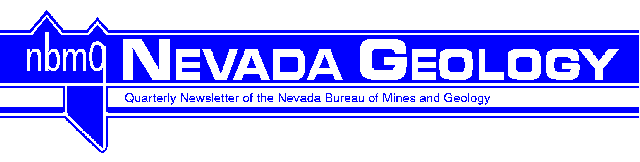 nbmg NEVADA GEOLOGY
Quarterly Newsletter of the Nevada Bureau of Mines and Geology